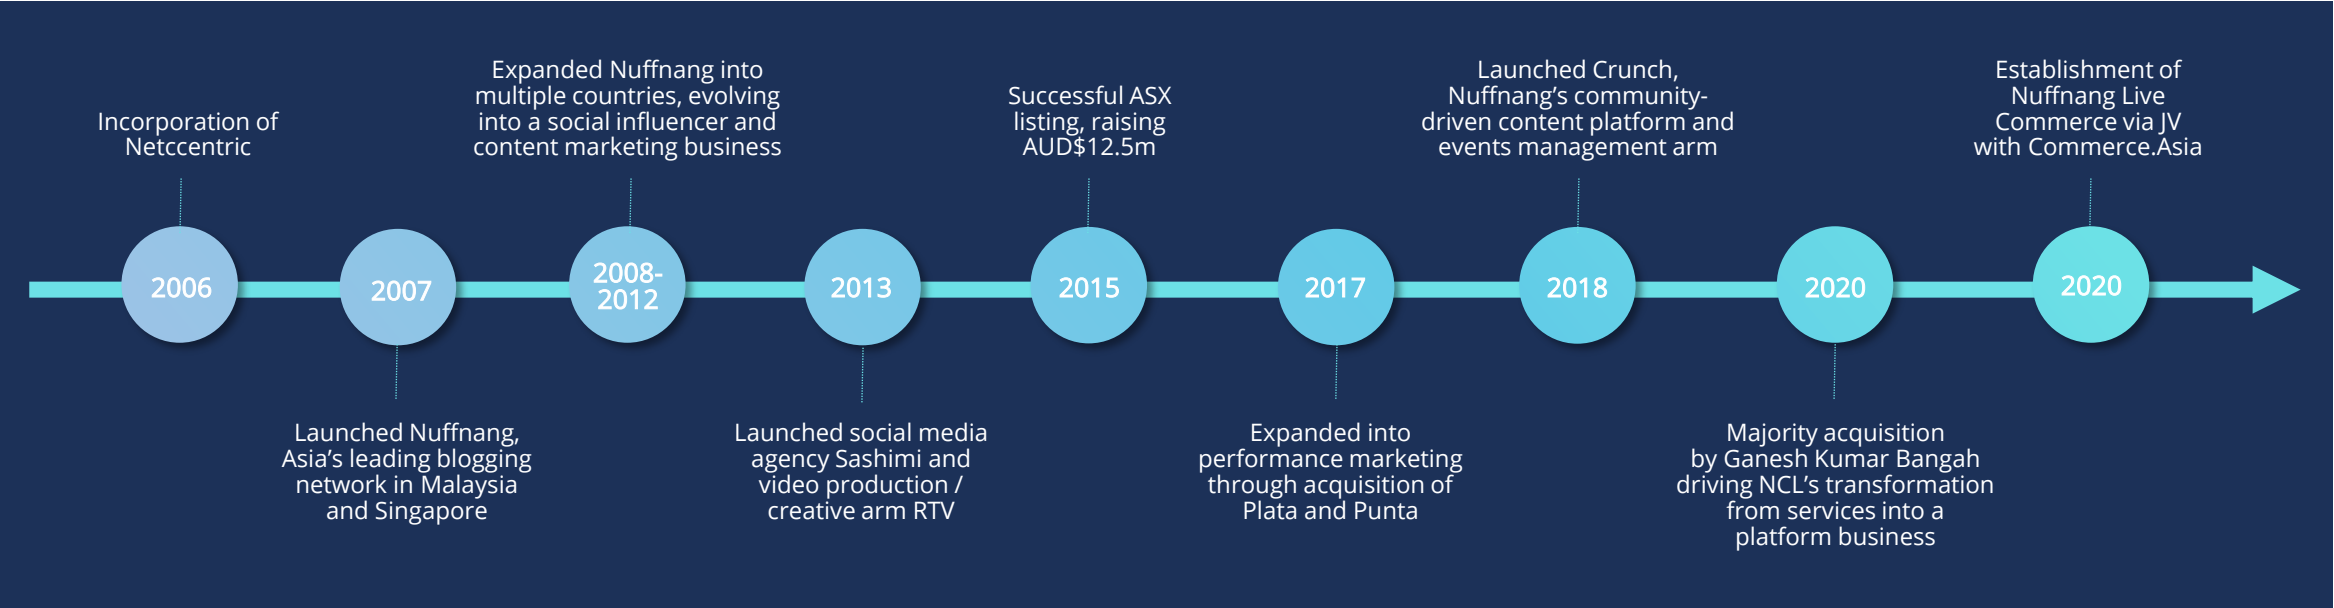 Incorporation of
Netccentric
2006
2007
Launched Nuffnang,
Asia's leading blogging
network in Malaysia
and Singapore
Expanded Nuffnang into
multiple countries, evolving
into a social influencer and
content marketing business
2008-
2012
2013
Launched social media
agency Sashimi and
video production /
creative arm RTV
Successful ASX
listing, raising
AUD$12.5m
2015
2017
Expanded into
performance marketing
through acquisition of
Plata and Punta
Launched Crunch,
Nuffnang's community-
driven content platform and
events management arm
2018
2020
Majority acquisition
by Ganesh Kumar Bangah
driving NCL's transformation
from services into a
platform business
Establishment of
Nuffnang Live
Commerce via JV
with Commerce.Asia
2020